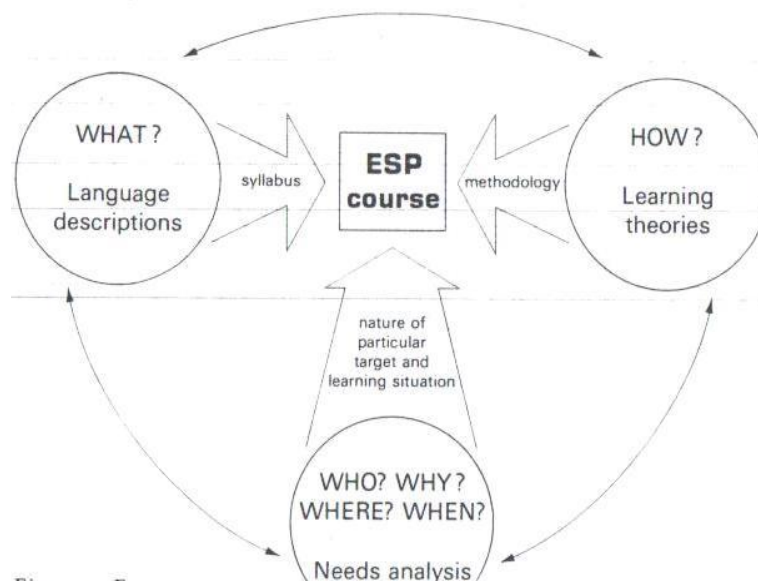 WHAT?
Language
descriptions
syllabus
ESP
course
methodology
HOW?
Learning
theories
nature of
particular
target and
learning situation
WHO? WHY?
WHERE? WHEN?
Needs analysis